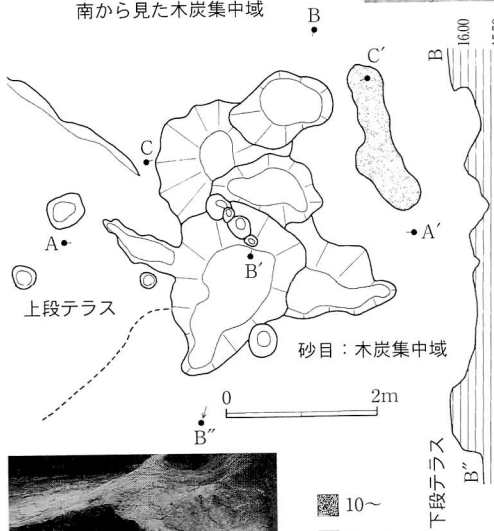 南から見た木炭集中域
B
16.00
B
C′
C
A
A′
B′
上段テラス
砂目：木炭集中域
0 2m
B″
B″
下段テラス
10～